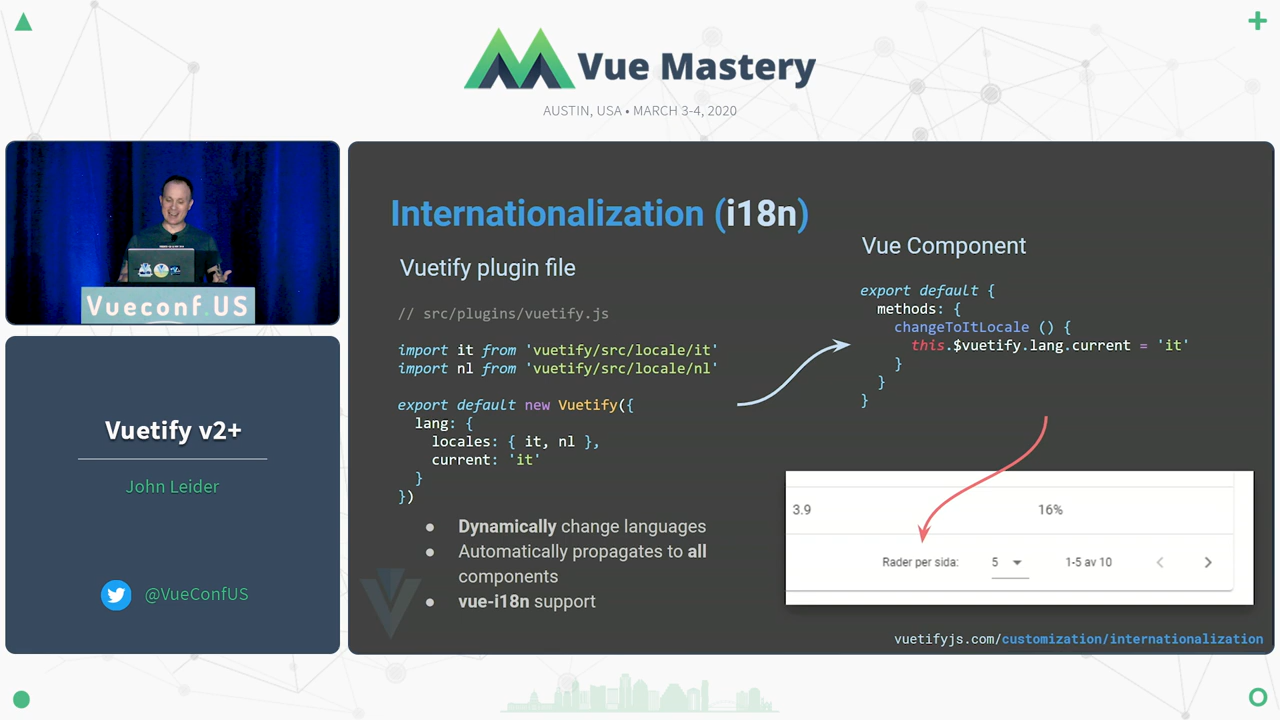 Vue Mastery
AUSTIN, USA • MARCH 3-4, 2020
Vueconf.US
Vuetify v2+
John Leider
@VueConfUS
Internationalization (i18n)
Vuetify plugin file
// src/plugins/vuetify.js
import it from 'vuetify/src/locale/it'
import nl from 'vuetify/src/locale/nl'
export default new Vuetify({
lang: {
locales: { it, nl },
current: 'it'
}
})
● Dynamically change languages
● Automatically propagates to all
components
● vue-i18n support
Vue Component
export default {
methods: {
changeToItLocale () {
this.$vuetify.lang.current = 'it'
}
}
}
3.9 16%
Rader per sida: 5 1-5 av 10
vuetifyjs.com/customization/internationalization